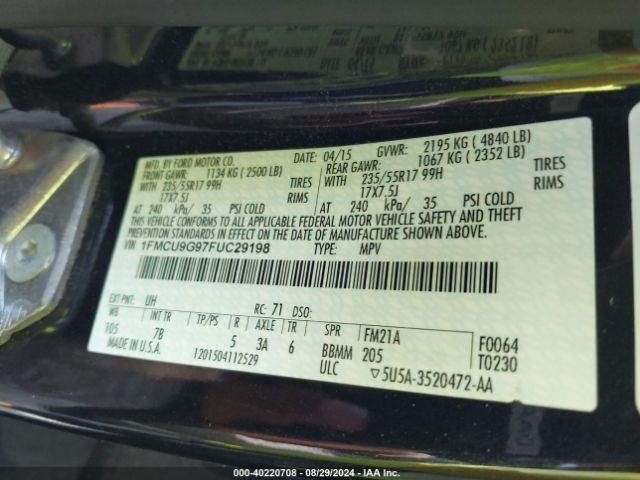 MFD. BY FORD MOTOR CO.
DATE: 04/15 GVWR: 2195 KG ( 4840 LB)
FRONT GAWR: 1134 KG ( 2500 LB) REAR GAWR: 1067 KG ( 2352 LB)
WITH 235/55R17 99H TIRES WITH 235/55R17 99H TIRES
17X7.5J RIMS 17X7.5J RIMS
AT 240 kPa/ 35 PSI COLD AT 240 kPa/ 35 PSI COLD
THIS VEHICLE CONFORMS TO ALL APPLICABLE FEDERAL MOTOR VEHICLE SAFETY AND THEFT
PREVENTION STANDARDS IN EFFECT ON THE DATE OF MANUFACTURE SHOWN ABOVE.
VIN: 1FMCU9G97FUC29198 TYPE: MPV
EXT PNT: UH RC: 71 DSO:
WB INT TR TP/PS R AXLE TR SPR FM21A F0064
105 7B 5 3A 6 BBMM 205 T0230
MADE IN U.S.A. 1201504112529 ULC ▽5U5A-3520472-AA
000-40220708 - 08/29/2024 - IAA Inc.